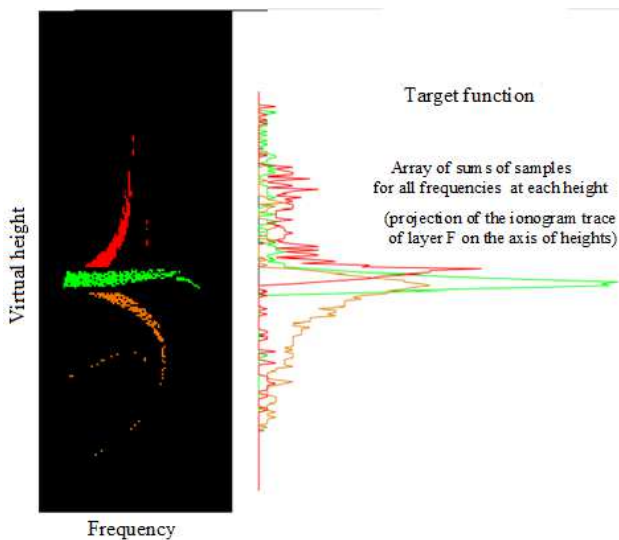 Target function
Array of sums of samples
for all frequencies at each height
(projection of the ionogram trace
of layer F on the axis of heights)
Virtual height
Frequency